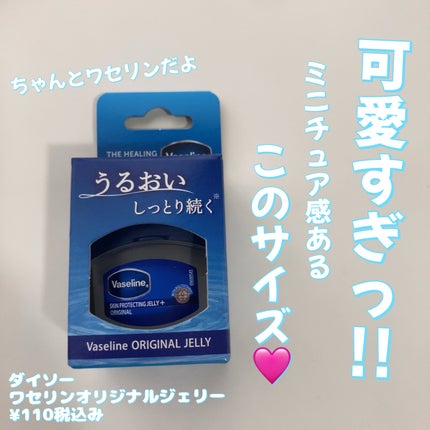 可愛すぎっ!!
ミニチュア感ある
このサイズ🩷
ちゃんとワセリンだよ
THE HEALING
Vaseline
うるおい
しっとり続く※
Vaseline
SKIN PROTECTING JELLY +
ORIGINAL
Vaseline ORIGINAL JELLY
ダイソー
ワセリンオリジナルジェリー
¥110税込み